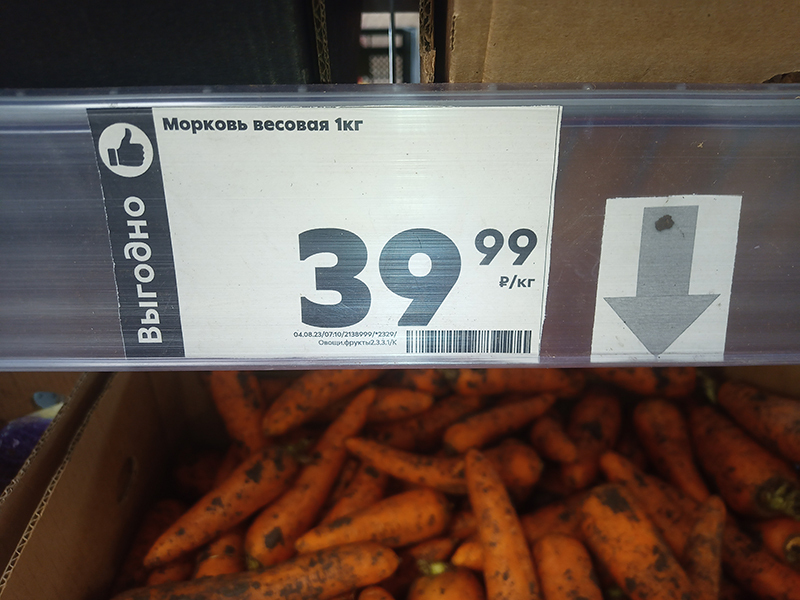 Морковь весовая 1кг
Выгодно
39 99
₽/кг
04.08.23/07:10/2138999/*2329/
Овощи.фрукты2.3.3.1/К